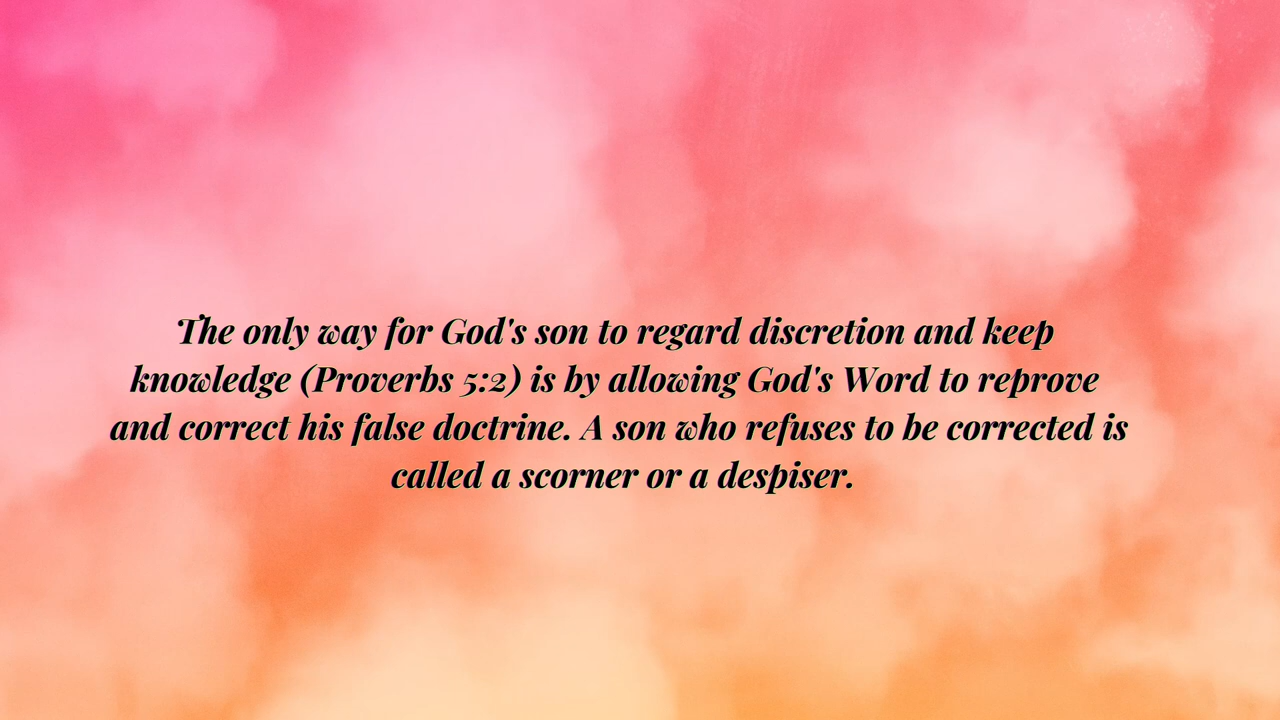 The only way for God's son to regard discretion and keep
knowledge (Proverbs 5:2) is by allowing God's Word to reprove
and correct his false doctrine. A son who refuses to be corrected is
called a scorner or a despiser.